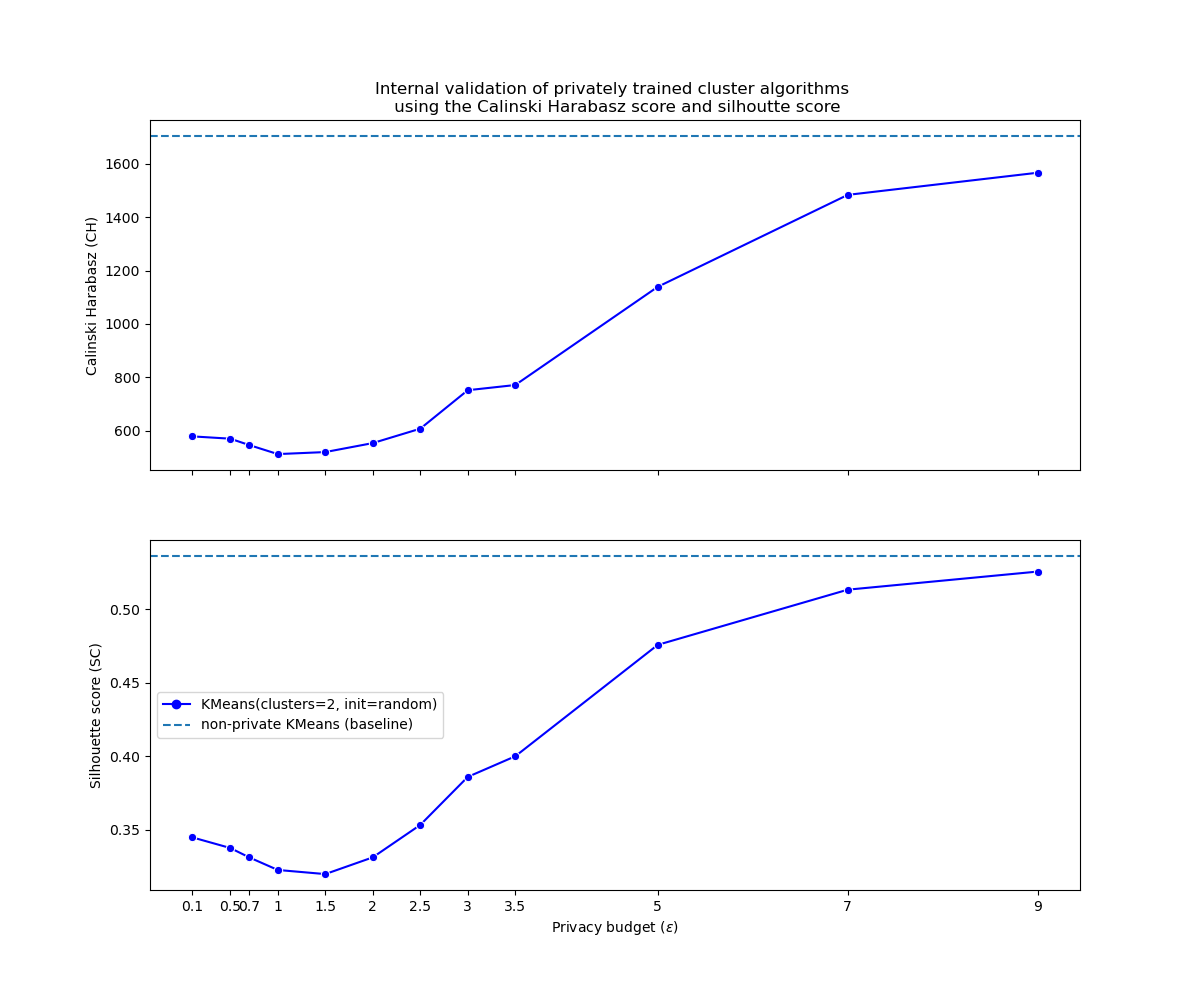 Internal validation of privately trained cluster algorithms
using the Calinski Harabasz score and silhoutte score
Calinski Harabasz (CH)
1600
1400
1200
1000
800
600
Silhouette score (SC)
0.50
0.45
0.40
0.35
KMeans(clusters=2, init=random)
non-private KMeans (baseline)
0.1 0.5 0.7 1 1.5 2 2.5 3 3.5 5 7 9
Privacy budget (ε)